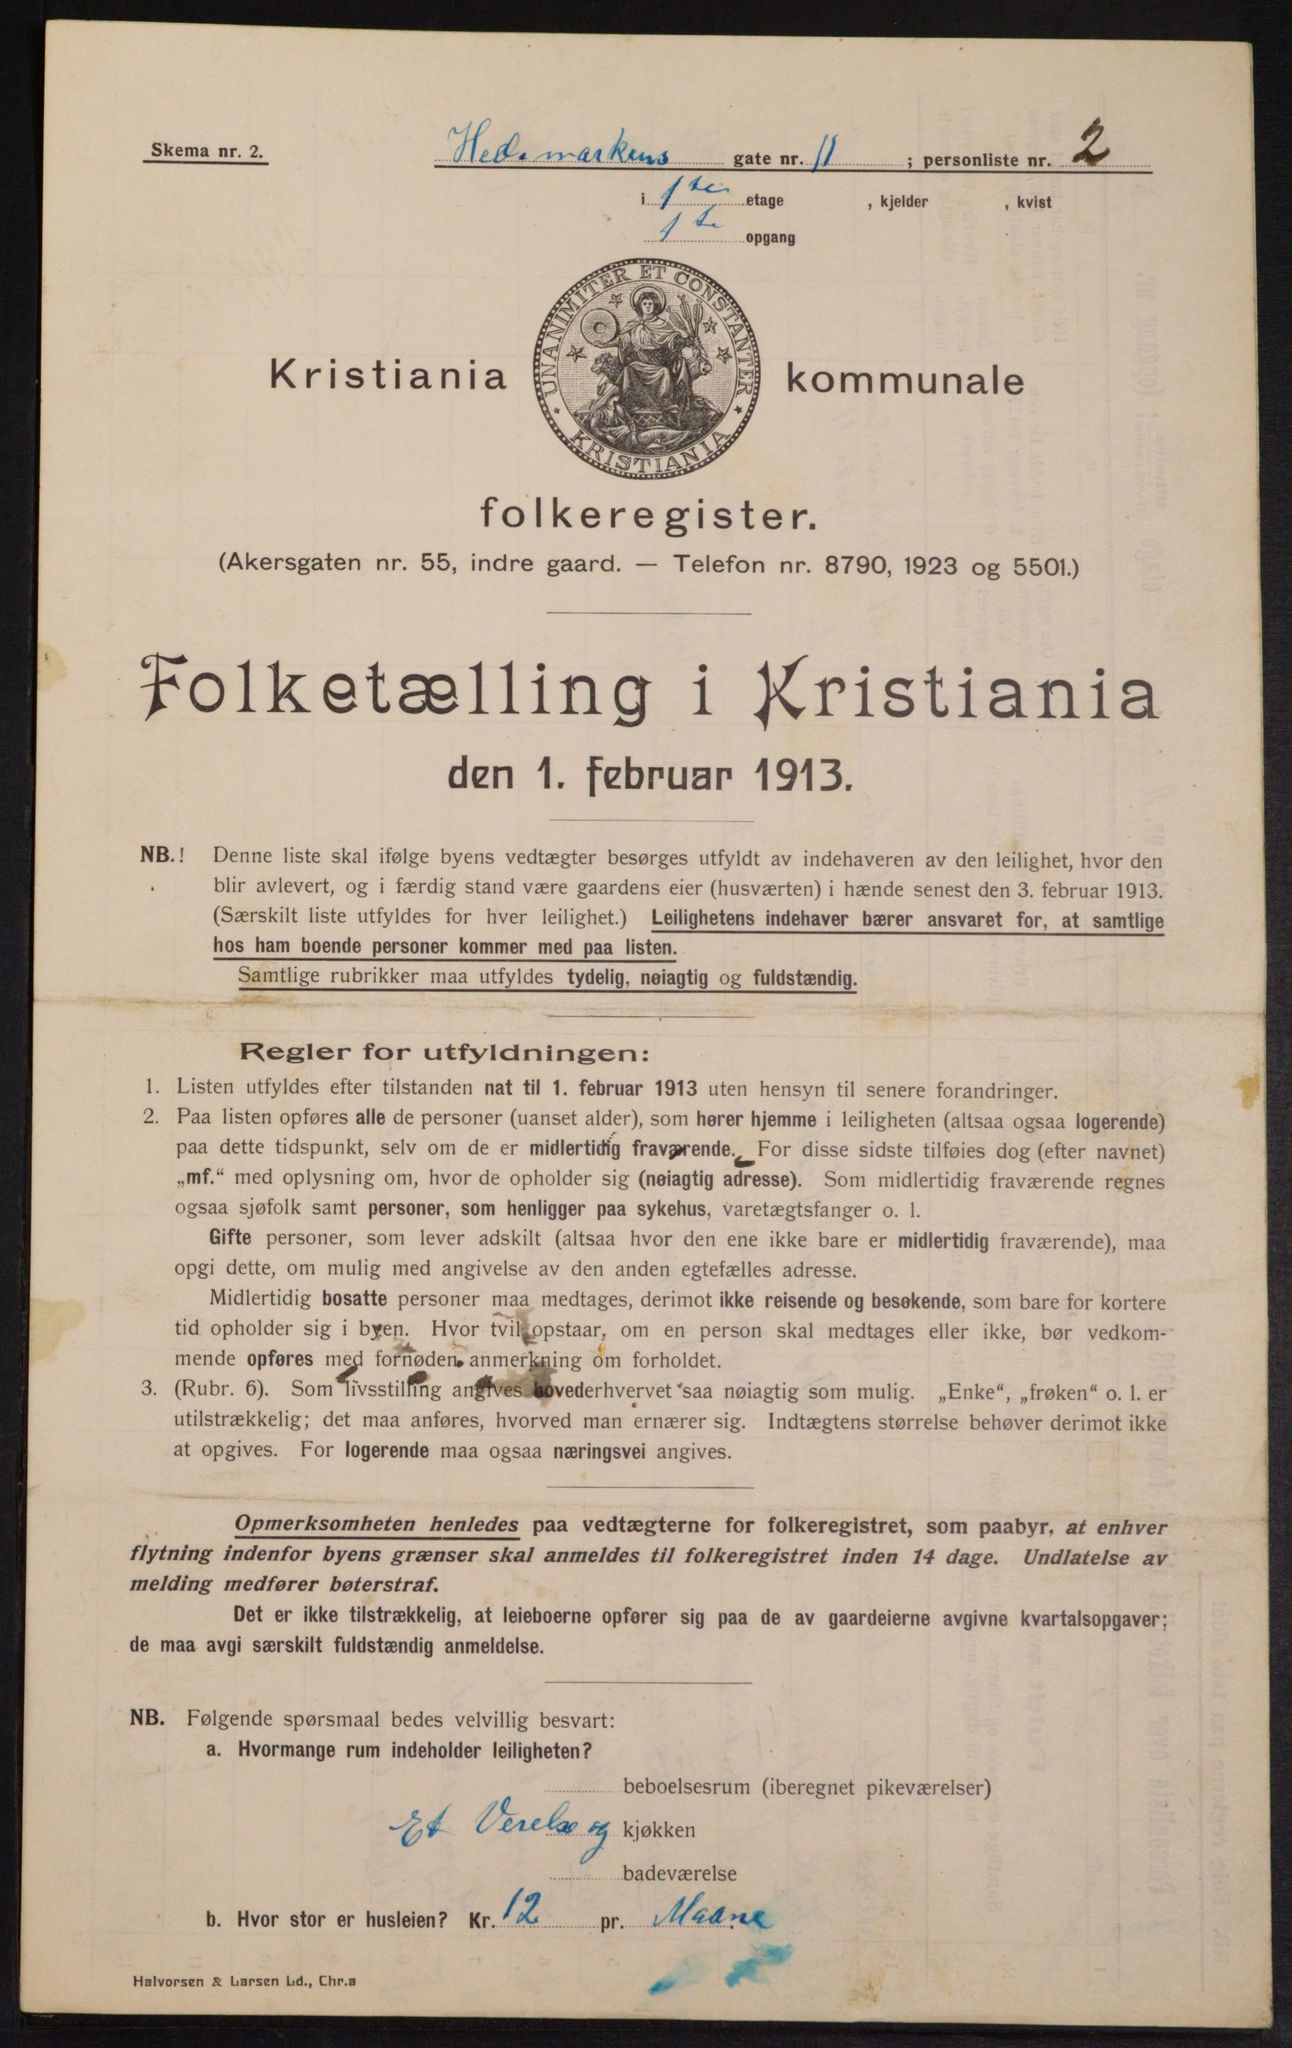 Skema nr. 2.
Hedemarkens gate nr. 11 ; personliste nr. 2
i 1ste etage , kjelder , kvist
1ste opgang
UNANIMITER ET CONSTANTER
KRISTIANIA
Kristiania kommunale
folkeregister.
(Akersgaten nr. 55, indre gaard. — Telefon nr. 8790, 1923 og 5501.)
Folketælling i Kristiania
den 1. februar 1913.
NB.! Denne liste skal ifølge byens vedtægter besørges utfyldt av indehaveren av den leilighet, hvor den
blir avlevert, og i færdig stand være gaardens eier (husværten) i hænde senest den 3. februar 1913.
(Særskilt liste utfyldes for hver leilighet.) Leilighetens indehaver bærer ansvaret for, at samtlige
hos ham boende personer kommer med paa listen.
Samtlige rubrikker maa utfyldes tydelig, nøiagtig og fuldstændig.
Regler for utfyldningen:
1. Listen utfyldes efter tilstanden nat til 1. februar 1913 uten hensyn til senere forandringer.
2. Paa listen opføres alle de personer (uanset alder), som hører hjemme i leiligheten (altsaa ogsaa logerende)
paa dette tidspunkt, selv om de er midlertidig fraværende. For disse sidste tilføies dog (efter navnet)
„mf.“ med oplysning om, hvor de opholder sig (nøiagtig adresse). Som midlertidig fraværende regnes
ogsaa sjøfolk samt personer, som henligger paa sykehus, varetægtsfanger o. l.
Gifte personer, som lever adskilt (altsaa hvor den ene ikke bare er midlertidig fraværende), maa
opgi dette, om mulig med angivelse av den anden egtefælles adresse.
Midlertidig bosatte personer maa medtages, derimot ikke reisende og besøkende, som bare for kortere
tid opholder sig i byen. Hvor tvil opstaar, om en person skal medtages eller ikke, bør vedkom-
mende opføres med fornøden anmerkning om forholdet.
3. (Rubr. 6). Som livsstilling angives hovederhvervet saa nøiagtig som mulig. „Enke“, „frøken“ o. l. er
utilstrækkelig; det maa anføres, hvorved man ernærer sig. Indtægtens størrelse behøver derimot ikke
at opgives. For logerende maa ogsaa næringsvei angives.
Opmerksomheten henledes paa vedtægterne for folkeregistret, som paabyr, at enhver
flytning indenfor byens grænser skal anmeldes til folkeregistret inden 14 dage. Undlatelse av
melding medfører bøterstraf.
Det er ikke tilstrækkelig, at leieboerne opfører sig paa de av gaardeierne avgivne kvartalsopgaver;
de maa avgi særskilt fuldstændig anmeldelse.
NB. Følgende spørsmaal bedes velvillig besvart:
a. Hvormange rum indeholder leiligheten?
beboelsesrum (iberegnet pikeværelser)
Et Verelse og kjøkken
badeværelse
b. Hvor stor er husleien? Kr. 12 pr. Maane
Halvorsen & Larsen Ld., Chr.a